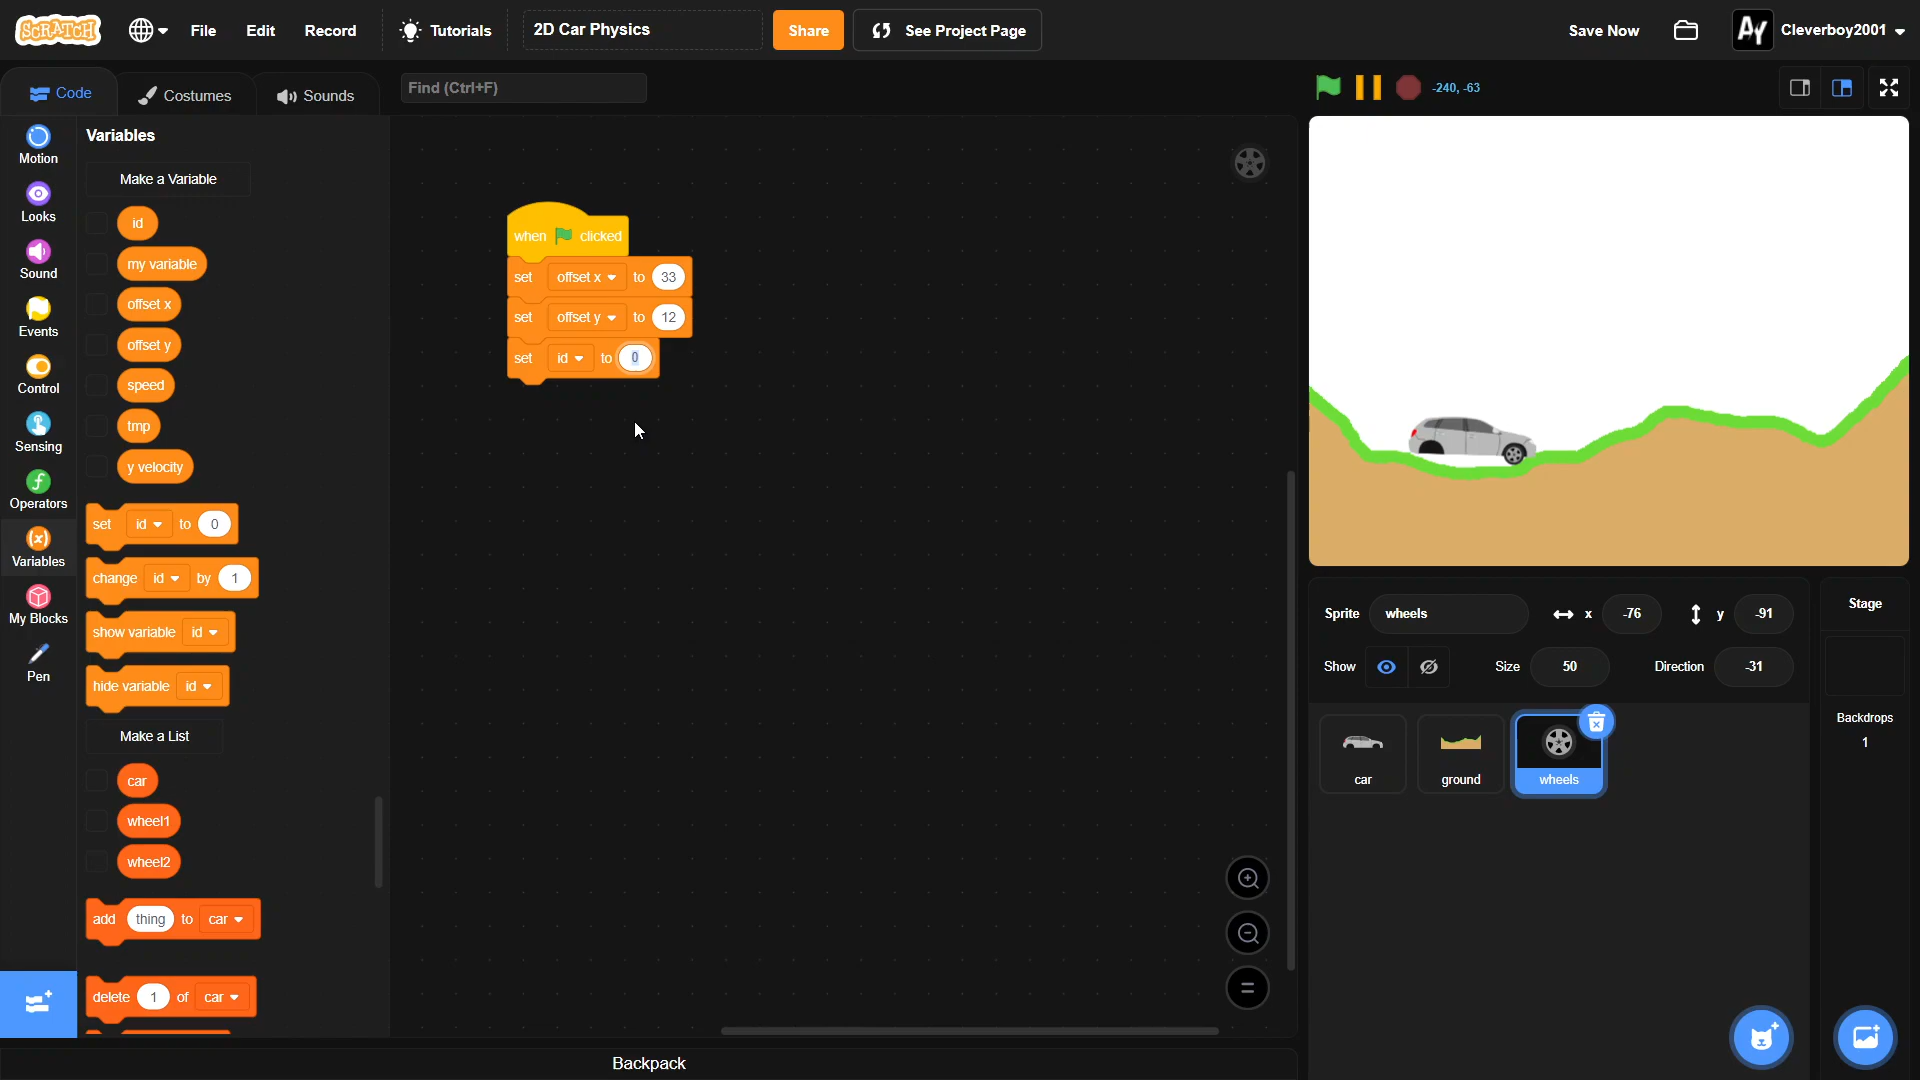 SCRATCH
File
Edit
Record
Tutorials
2D Car Physics
Share
See Project Page
Save Now
Ay
Cleverboy2001
Code
Costumes
Sounds
Find (Ctrl+F)
-240, -63
Motion
Looks
Sound
Events
Control
Sensing
Operators
Variables
My Blocks
Pen
Variables
Make a Variable
id
my variable
offset x
offset y
speed
tmp
y velocity
set id to 0
change id by 1
show variable id
hide variable id
Make a List
car
wheel1
wheel2
add thing to car
delete 1 of car
when clicked
set offset x to 33
set offset y to 12
set id to 0
Backpack
Sprite wheels x -76 y -91
Show Size 50 Direction -31
car
ground
wheels
Stage
Backdrops
1